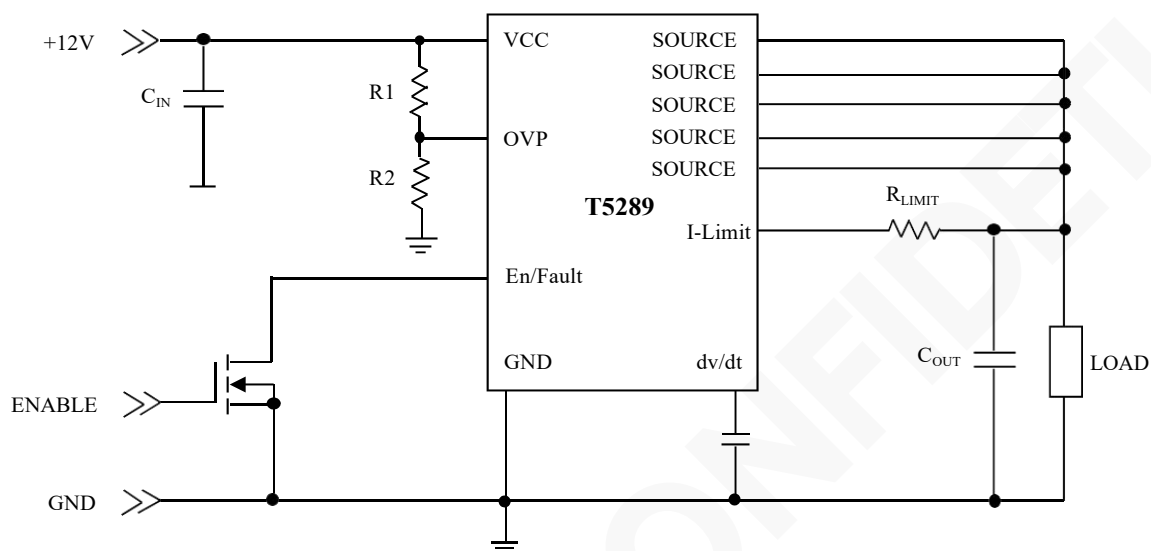 +12V
VCC
SOURCE
SOURCE
C_IN
R1
SOURCE
OVP
SOURCE
R2
SOURCE
T5289
R_LIMIT
I-Limit
En/Fault
GND
dv/dt
C_OUT
LOAD
ENABLE
GND
ONFIDETI